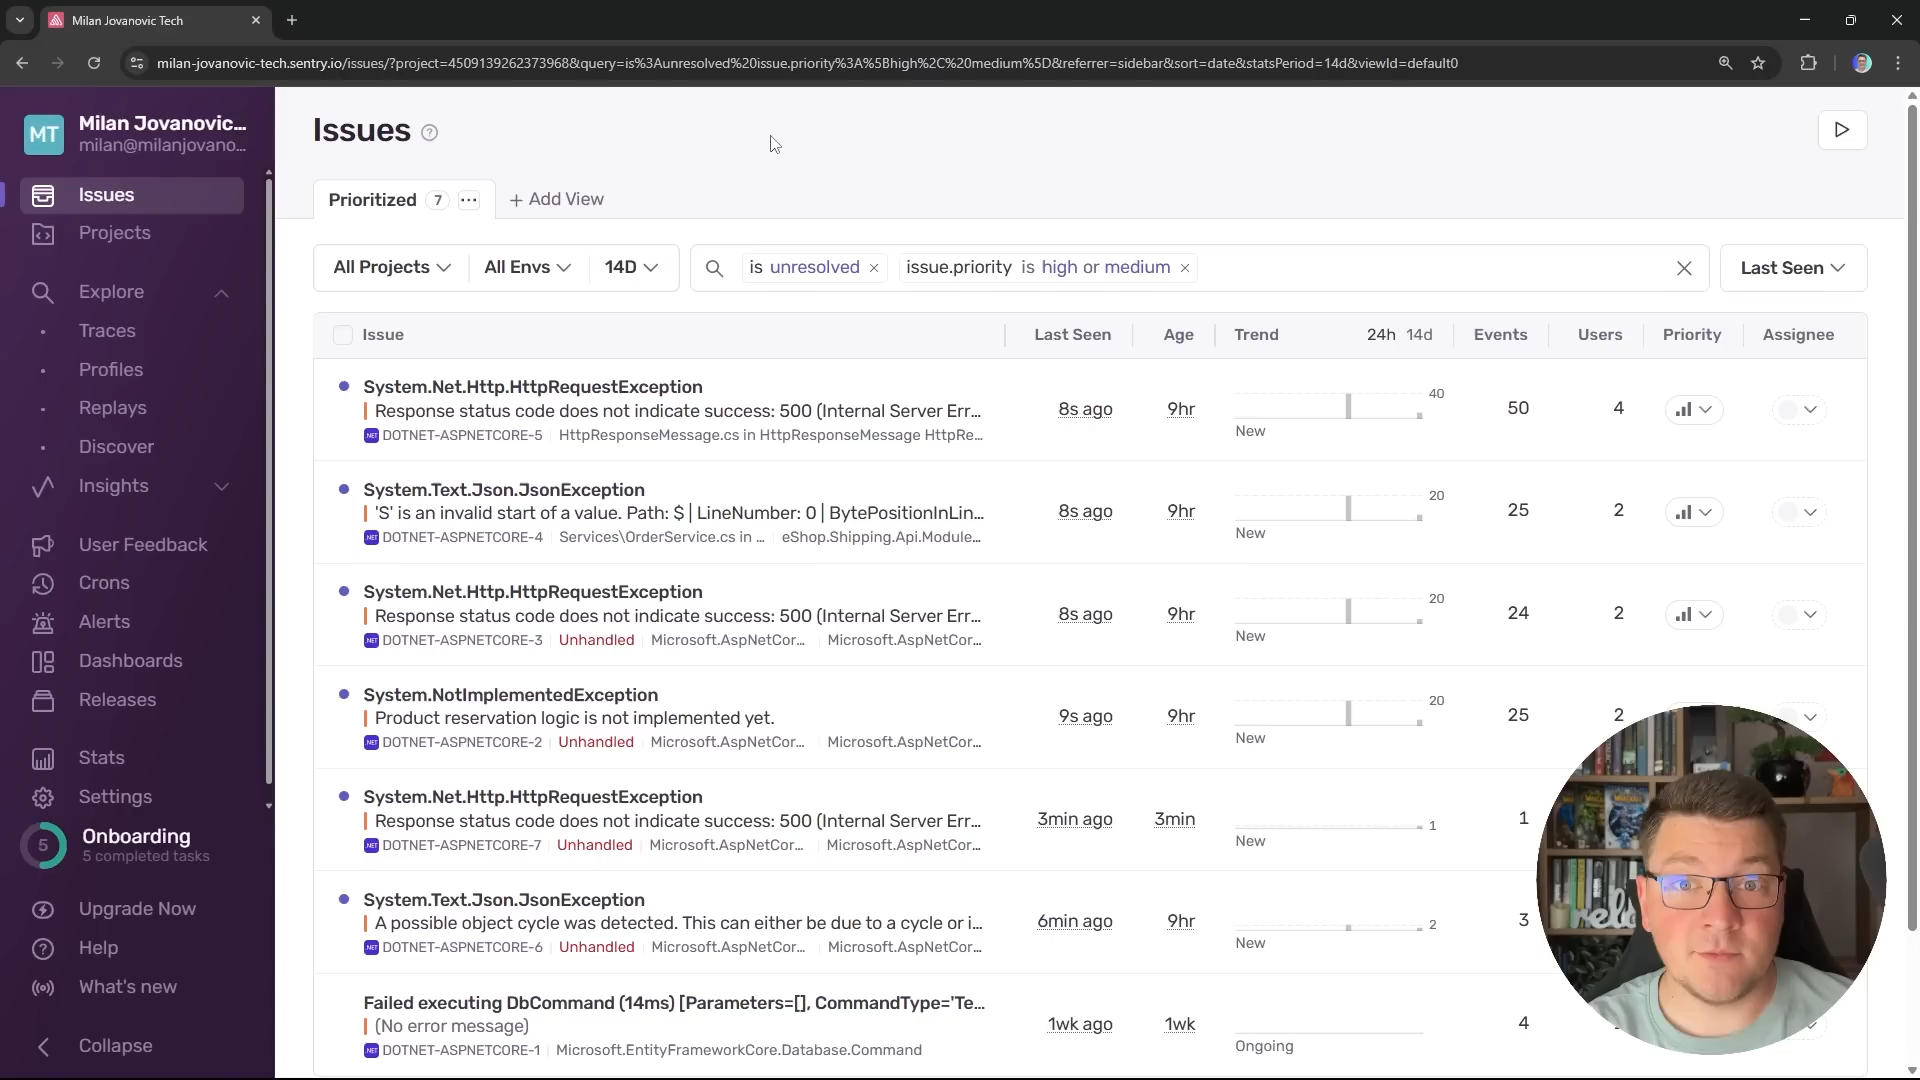 Milan Jovanovic Tech
milan-jovanovic-tech.sentry.io/issues/?project=4509139262373968&query=is%3Aunresolved%20issue.priority%3A%5Bhigh%2C%20medium%5D&referrer=sidebar&sort=date&statsPeriod=14d&viewId=default0
MT
Milan Jovanovic...
milan@milanjovano...
Issues
Projects
Explore
Traces
Profiles
Replays
Discover
Insights
User Feedback
Crons
Alerts
Dashboards
Releases
Stats
Settings
5
Onboarding
5 completed tasks
Upgrade Now
Help
What's new
Collapse
Issues
Prioritized 7 ... + Add View
All Projects All Envs 14D is unresolved issue.priority is high or medium Last Seen
Issue Last Seen Age Trend 24h 14d Events Users Priority Assignee
System.Net.Http.HttpRequestException
Response status code does not indicate success: 500 (Internal Server Err... 8s ago 9hr 40 New 50 4
DOTNET-ASPNETCORE-5 HttpResponseMessage.cs in HttpResponseMessage HttpRe...
System.Text.Json.JsonException
'S' is an invalid start of a value. Path: $ | LineNumber: 0 | BytePositionInLin... 8s ago 9hr 20 New 25 2
DOTNET-ASPNETCORE-4 Services\OrderService.cs in ... eShop.Shipping.Api.Module...
System.Net.Http.HttpRequestException
Response status code does not indicate success: 500 (Internal Server Err... 8s ago 9hr 20 New 24 2
DOTNET-ASPNETCORE-3 Unhandled Microsoft.AspNetCor... Microsoft.AspNetCor...
System.NotImplementedException
Product reservation logic is not implemented yet. 9s ago 9hr 20 New 25 2
DOTNET-ASPNETCORE-2 Unhandled Microsoft.AspNetCor... Microsoft.AspNetCor...
System.Net.Http.HttpRequestException
Response status code does not indicate success: 500 (Internal Server Err... 3min ago 3min 1 New 1
DOTNET-ASPNETCORE-7 Unhandled Microsoft.AspNetCor... Microsoft.AspNetCor...
System.Text.Json.JsonException
A possible object cycle was detected. This can either be due to a cycle or i... 6min ago 9hr 2 New 3
DOTNET-ASPNETCORE-6 Unhandled Microsoft.AspNetCor... Microsoft.AspNetCor...
Failed executing DbCommand (14ms) [Parameters=[], CommandType='Te...
(No error message) 1wk ago 1wk Ongoing 4
DOTNET-ASPNETCORE-1 Microsoft.EntityFrameworkCore.Database.Command